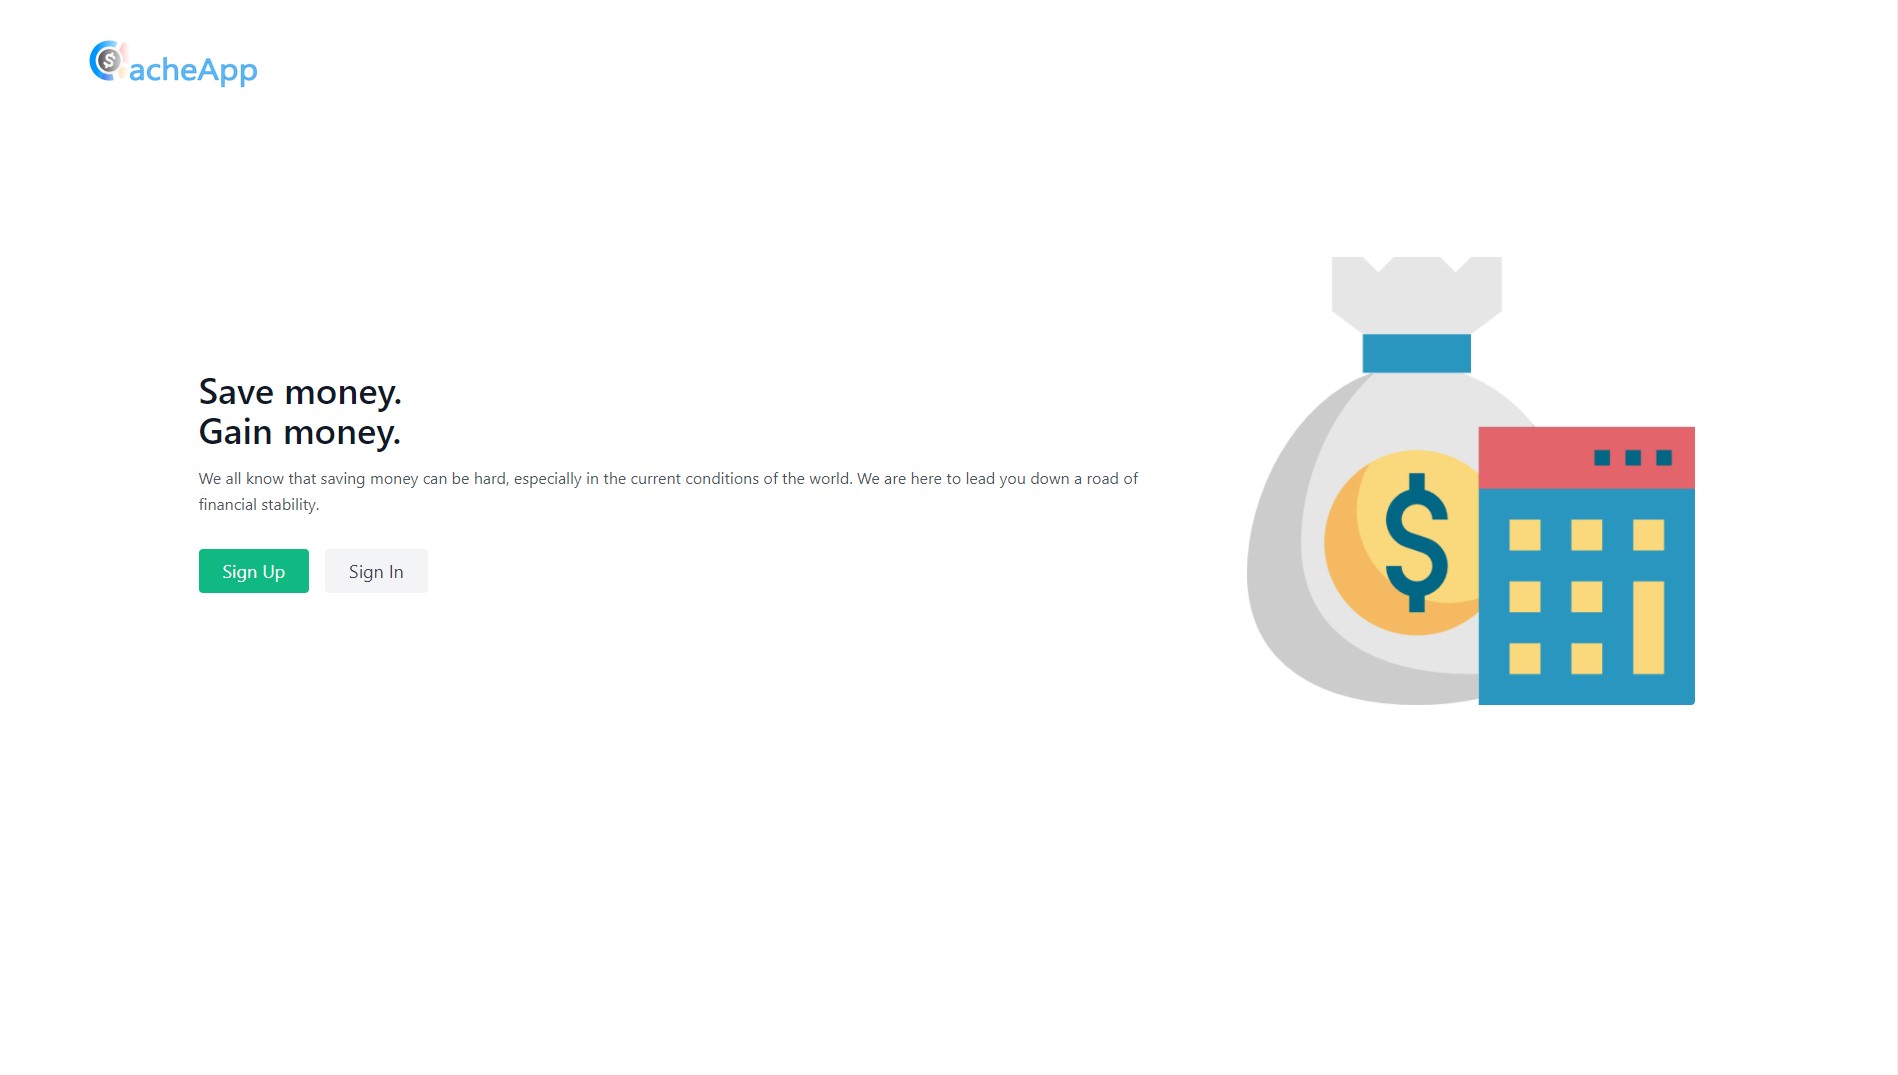 CacheApp
Save money.
Gain money.
We all know that saving money can be hard, especially in the current conditions of the world. We are here to lead you down a road of
financial stability.
Sign Up
Sign In
$